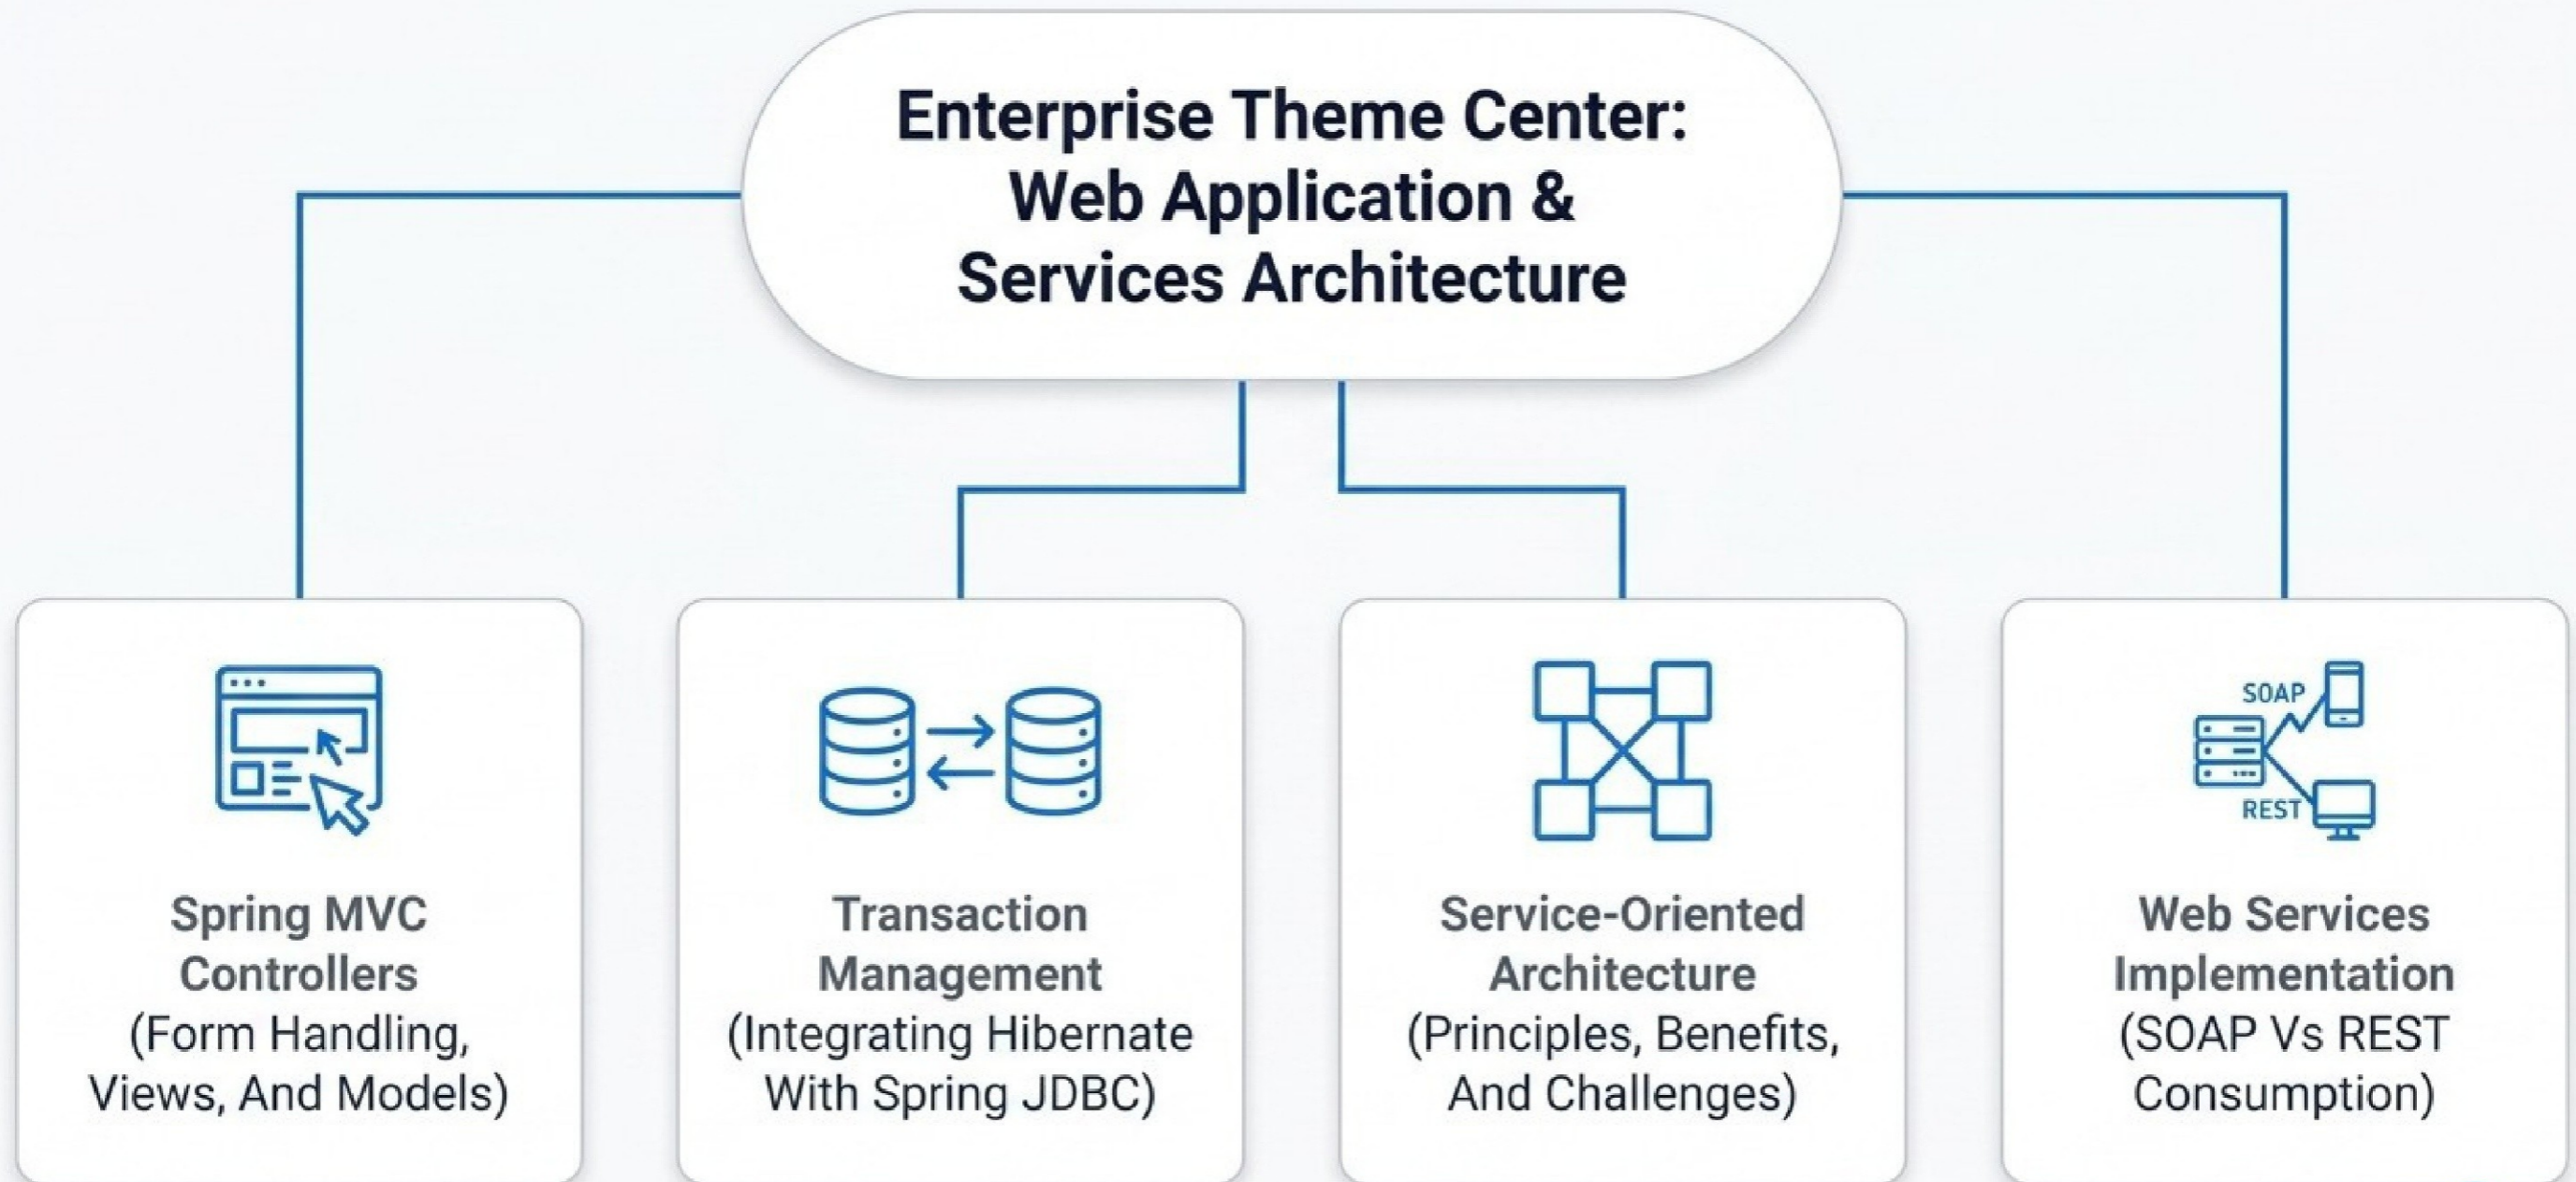 Enterprise Theme Center:
Web Application &
Services Architecture
Spring MVC
Controllers
(Form Handling,
Views, And Models)
Transaction
Management
(Integrating Hibernate
With Spring JDBC)
Service-Oriented
Architecture
(Principles, Benefits,
And Challenges)
SOAP
REST
Web Services
Implementation
(SOAP Vs REST
Consumption)